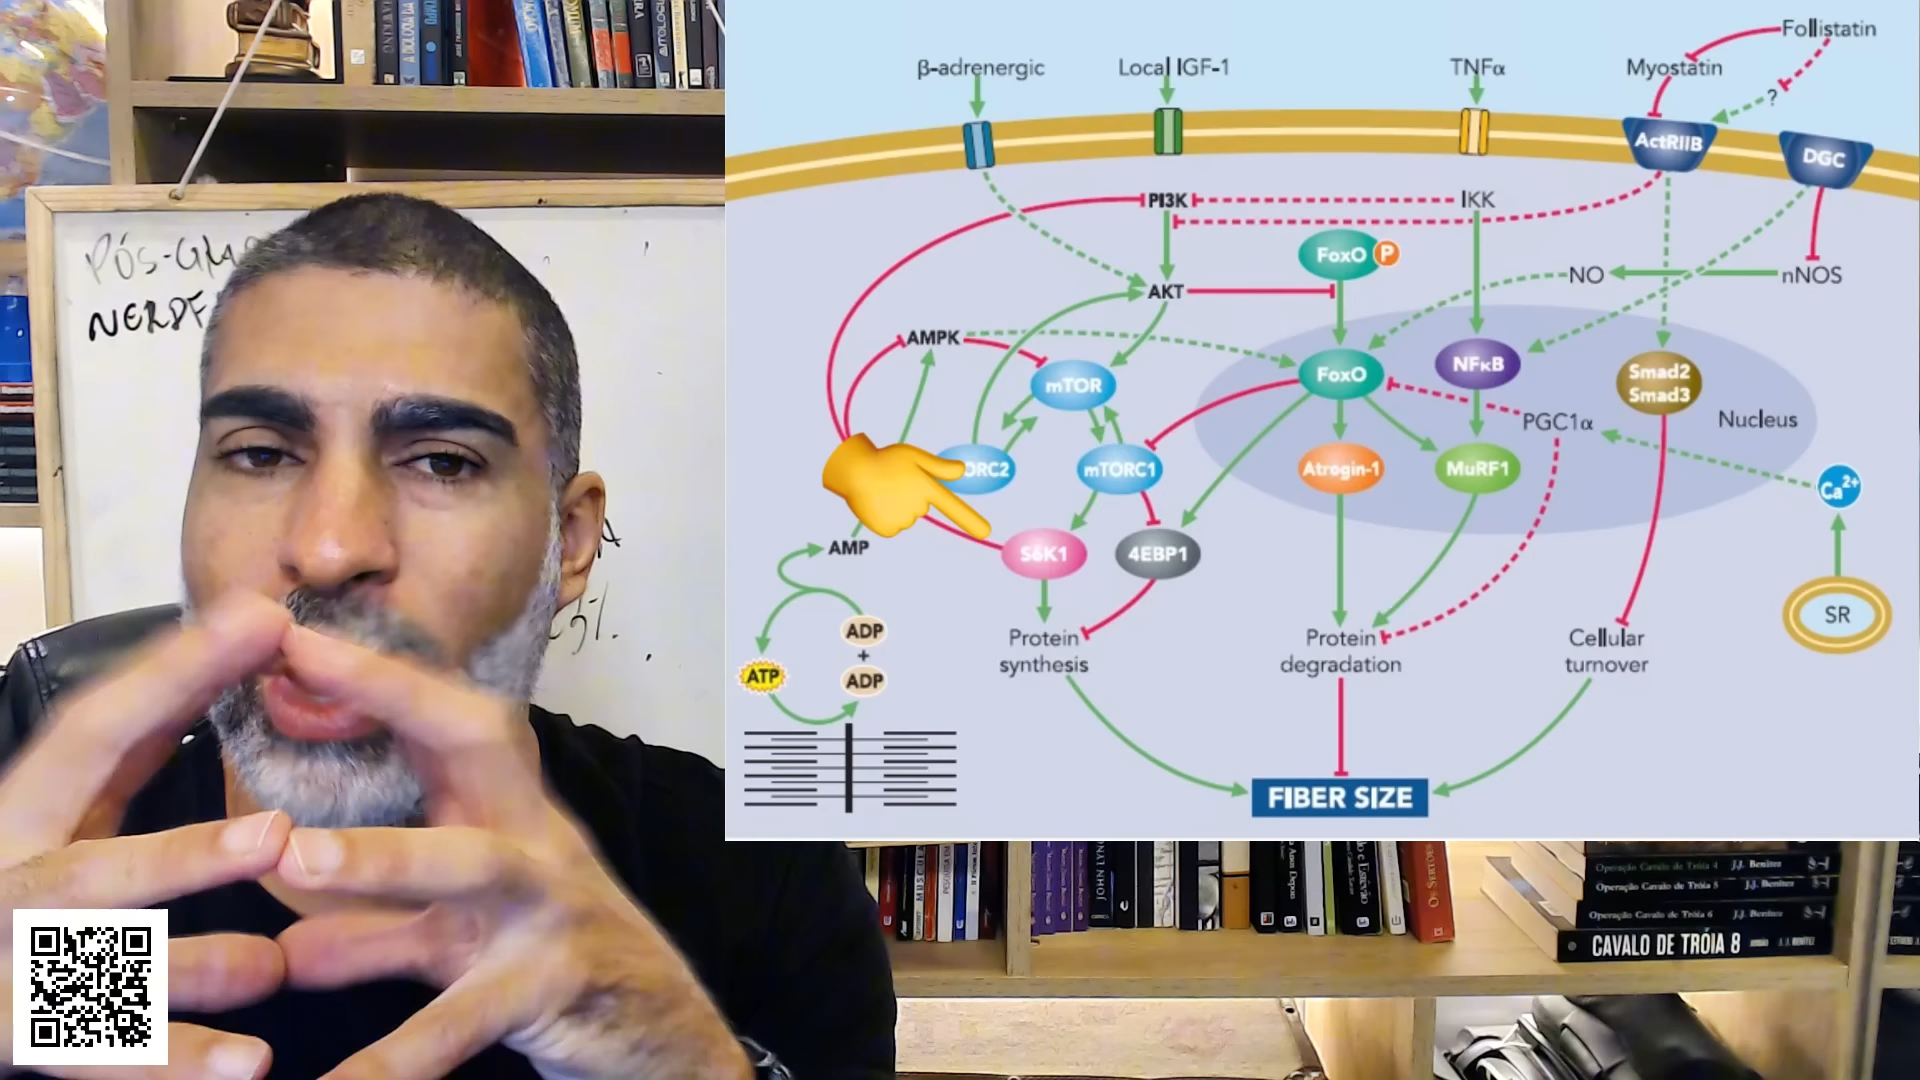 PÓS-GRA
NERDF
β-adrenergic
Local IGF-1
TNFα
Myostatin
Follistatin
?
ActRIIB
DGC
PI3K
IKK
FoxO P
AKT
NO
nNOS
AMPK
mTOR
FoxO
NFκB
Smad2
Smad3
PGC1α
Nucleus
ORC2
mTORC1
Atrogin-1
MuRF1
Ca2+
AMP
S6K1
4EBP1
SR
ADP
+
ADP
ATP
Protein
synthesis
Protein
degradation
Cellular
turnover
FIBER SIZE
Operação Cavalo de Tróia 4 J.J. Benítez
Operação Cavalo de Tróia 5 J.J. Benítez
Operação Cavalo de Tróia 6 J.J. Benítez
CAVALO DE TRÓIA 8